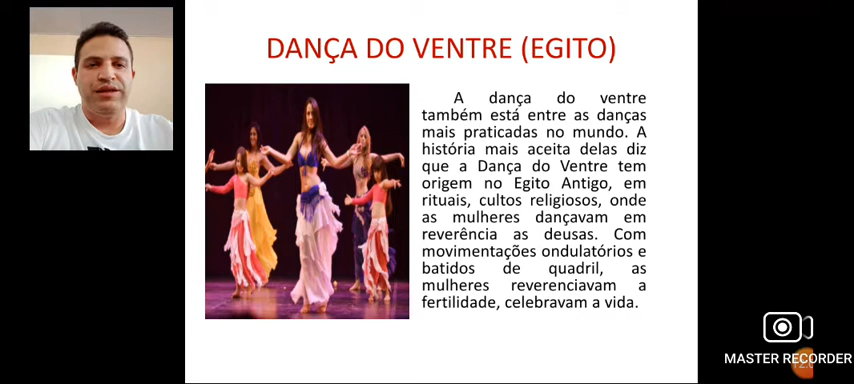 DANÇA DO VENTRE (EGITO)
A dança do ventre
também está entre as danças
mais praticadas no mundo. A
história mais aceita delas diz
que a Dança do Ventre tem
origem no Egito Antigo, em
rituais, cultos religiosos, onde
as mulheres dançavam em
reverência as deusas. Com
movimentações ondulatórios e
batidos de quadril, as
mulheres reverenciavam a
fertilidade, celebravam a vida.
MASTER RECORDER